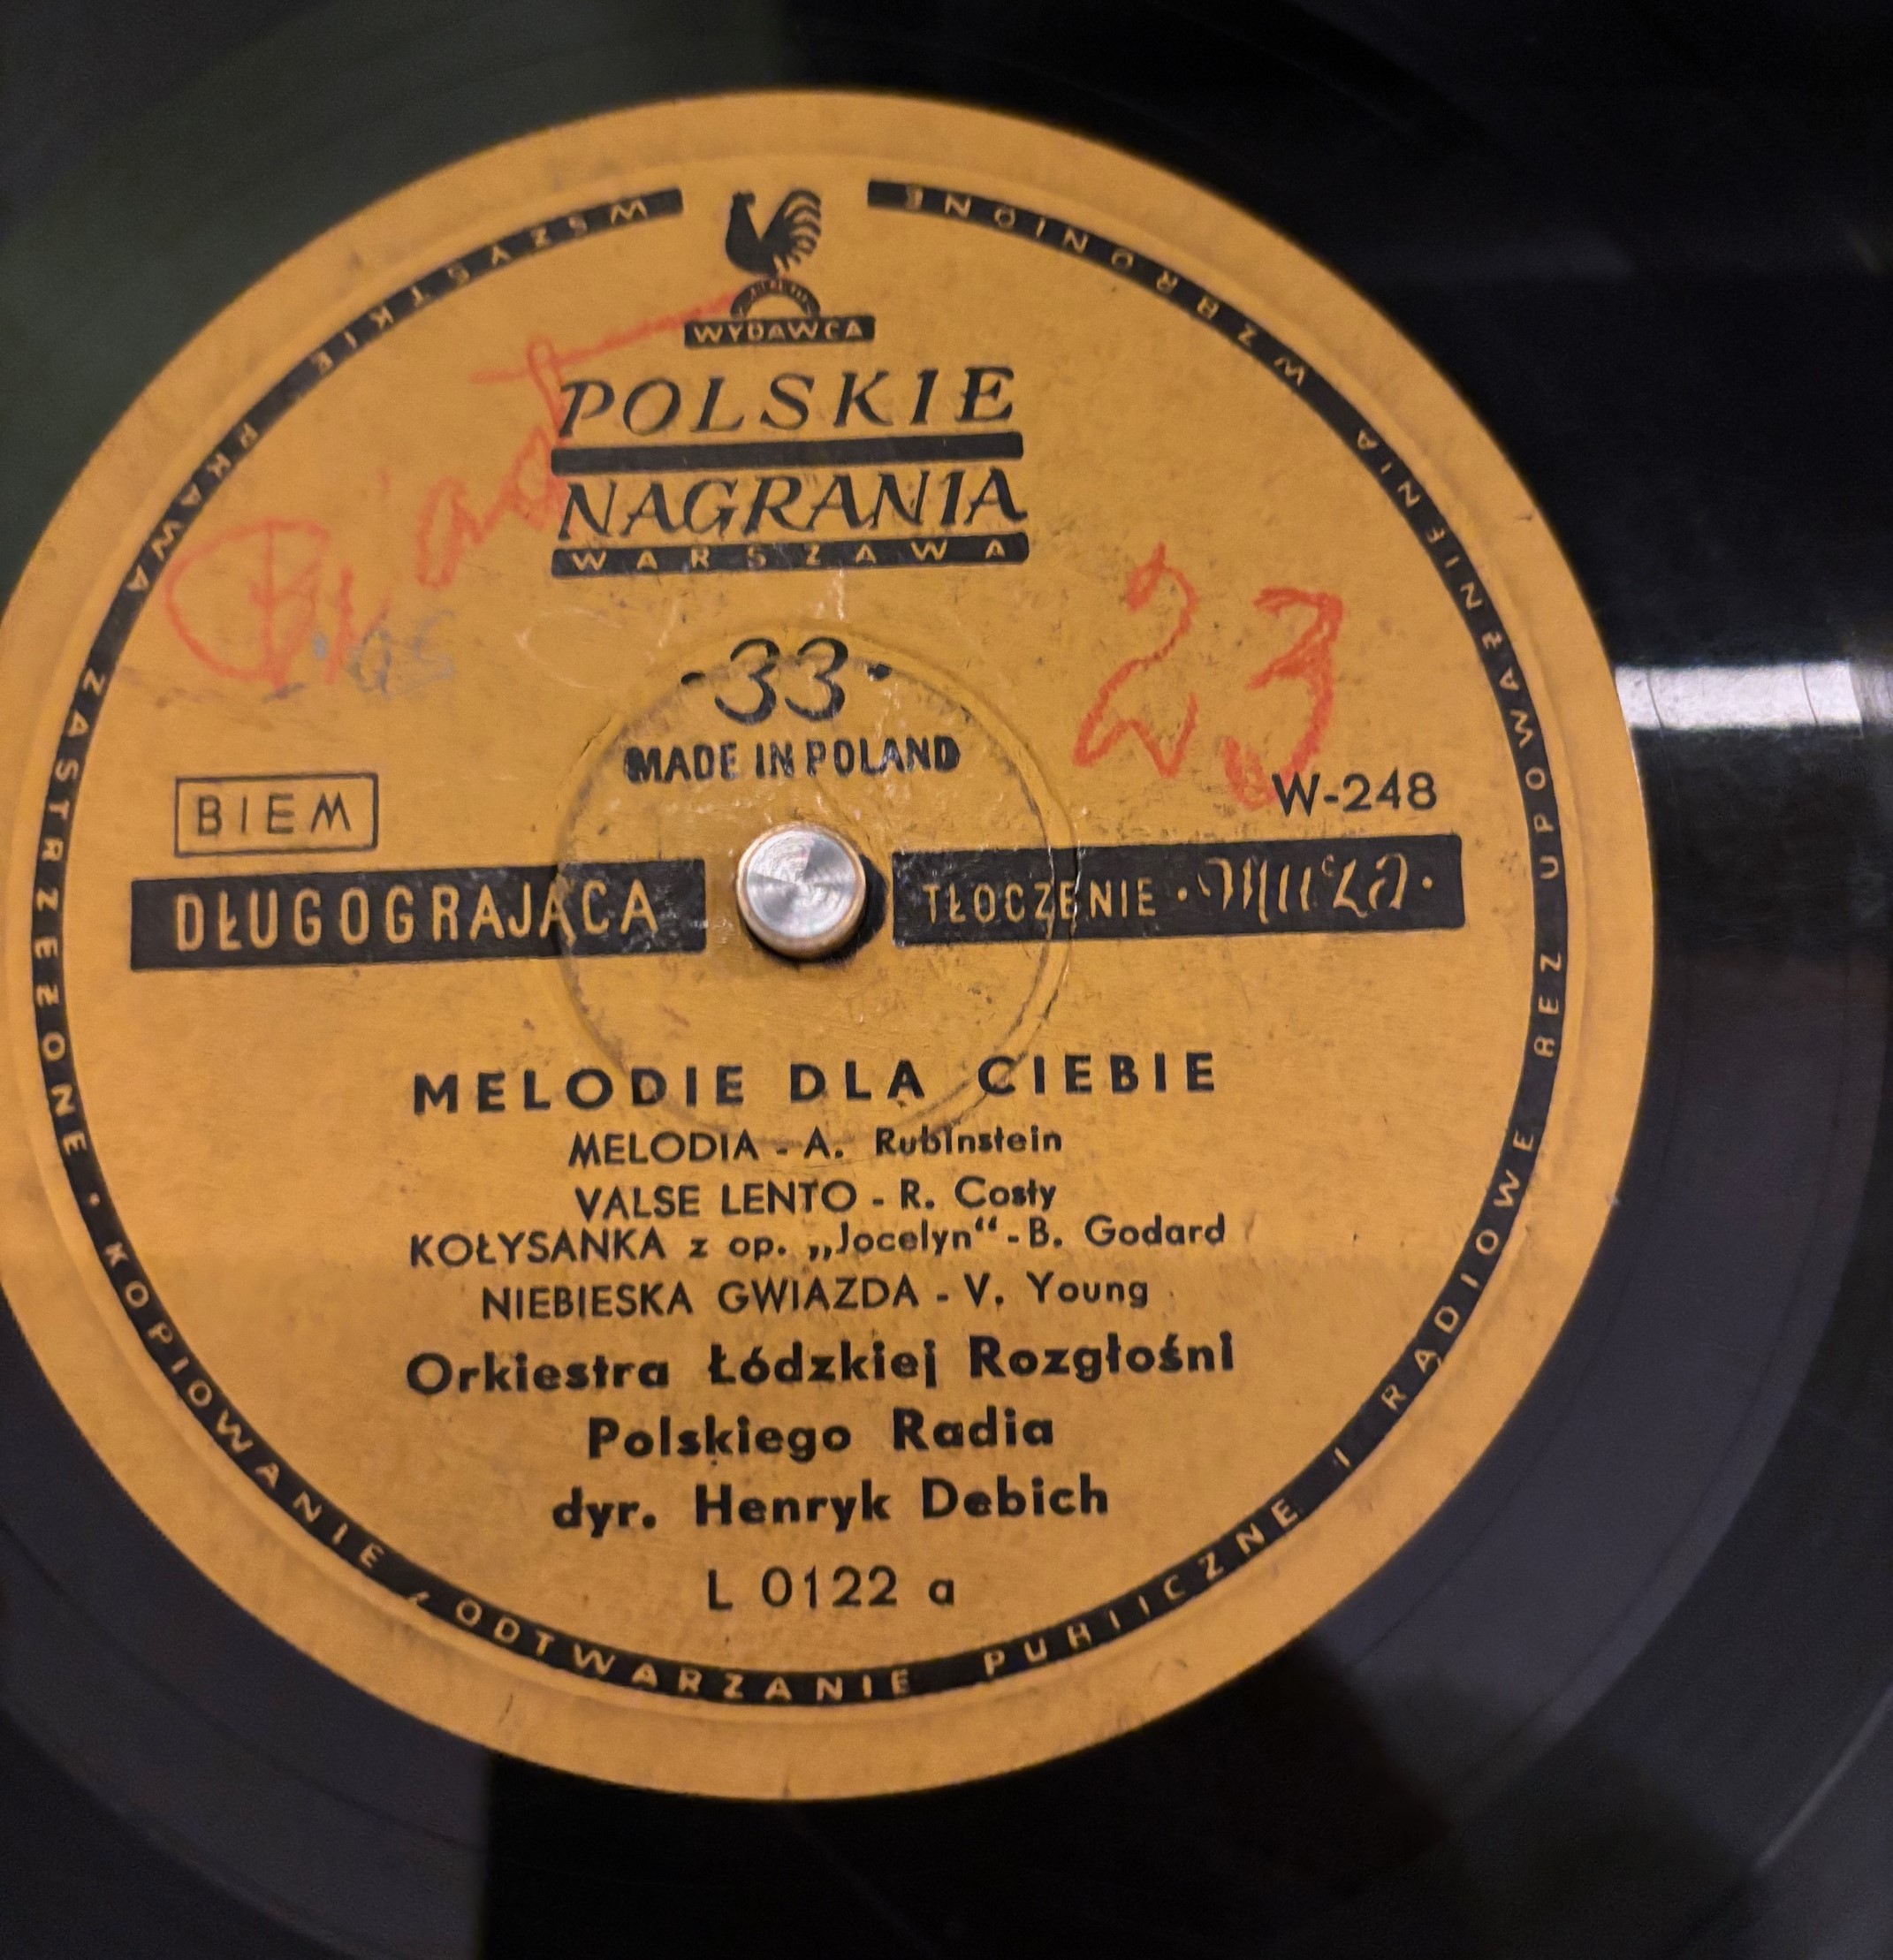 WYDAWCA
POLSKIE
NAGRANIA
WARSZAWA
23
·33·
MADE IN POLAND
BIEM
W-248
DŁUGOGRAJĄCA
TŁOCZENIE · Muza ·
MELODIE DLA CIEBIE
MELODIA - A. Rubinstein
VALSE LENTO - R. Costy
KOŁYSANKA z op. „Jocelyn“ - B. Godard
NIEBIESKA GWIAZDA - V. Young
Orkiestra Łódzkiej Rozgłośni
Polskiego Radia
dyr. Henryk Debich
L 0122 a
WSZYSTKIE PRAWA ZASTRZEŻONE · KOPIOWANIE, ODTWARZANIE PUBLICZNE I RADIOWE BEZ UPOWAŻNIENIA WZBRONIONE